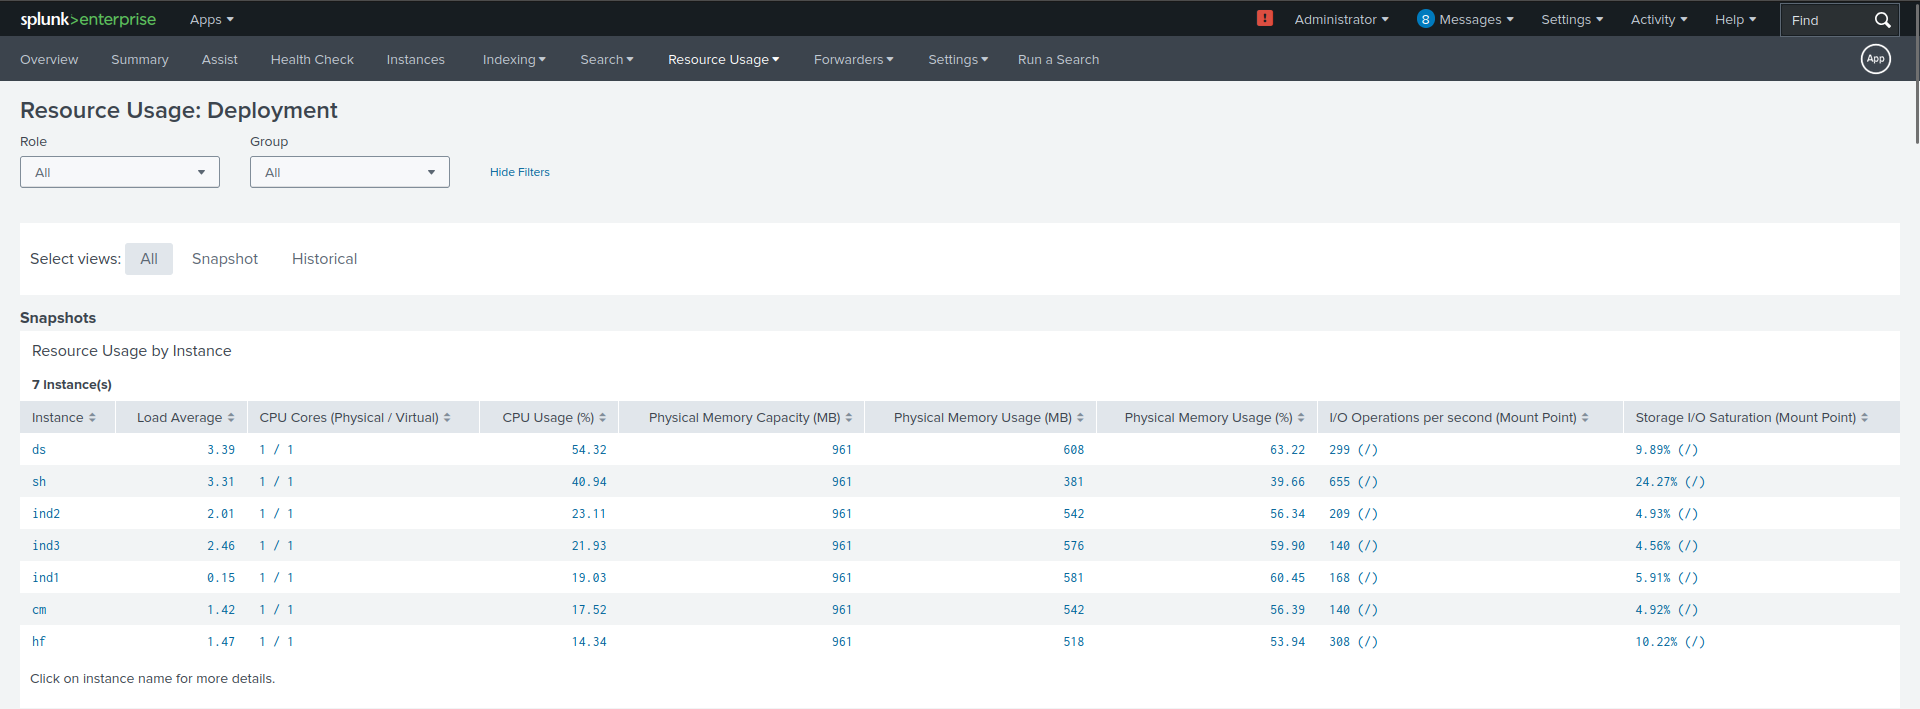 splunk>enterprise Apps ! Administrator 8 Messages Settings Activity Help Find
Overview Summary Assist Health Check Instances Indexing Search Resource Usage Forwarders Settings Run a Search App
Resource Usage: Deployment
Role Group
All All Hide Filters
Select views: All Snapshot Historical
Snapshots
Resource Usage by Instance
7 Instance(s)
Instance Load Average CPU Cores (Physical / Virtual) CPU Usage (%) Physical Memory Capacity (MB) Physical Memory Usage (MB) Physical Memory Usage (%) I/O Operations per second (Mount Point) Storage I/O Saturation (Mount Point)
ds 3.39 1 / 1 54.32 961 608 63.22 299 (/) 9.89% (/)
sh 3.31 1 / 1 40.94 961 381 39.66 655 (/) 24.27% (/)
ind2 2.01 1 / 1 23.11 961 542 56.34 209 (/) 4.93% (/)
ind3 2.46 1 / 1 21.93 961 576 59.90 140 (/) 4.56% (/)
ind1 0.15 1 / 1 19.03 961 581 60.45 168 (/) 5.91% (/)
cm 1.42 1 / 1 17.52 961 542 56.39 140 (/) 4.92% (/)
hf 1.47 1 / 1 14.34 961 518 53.94 308 (/) 10.22% (/)
Click on instance name for more details.